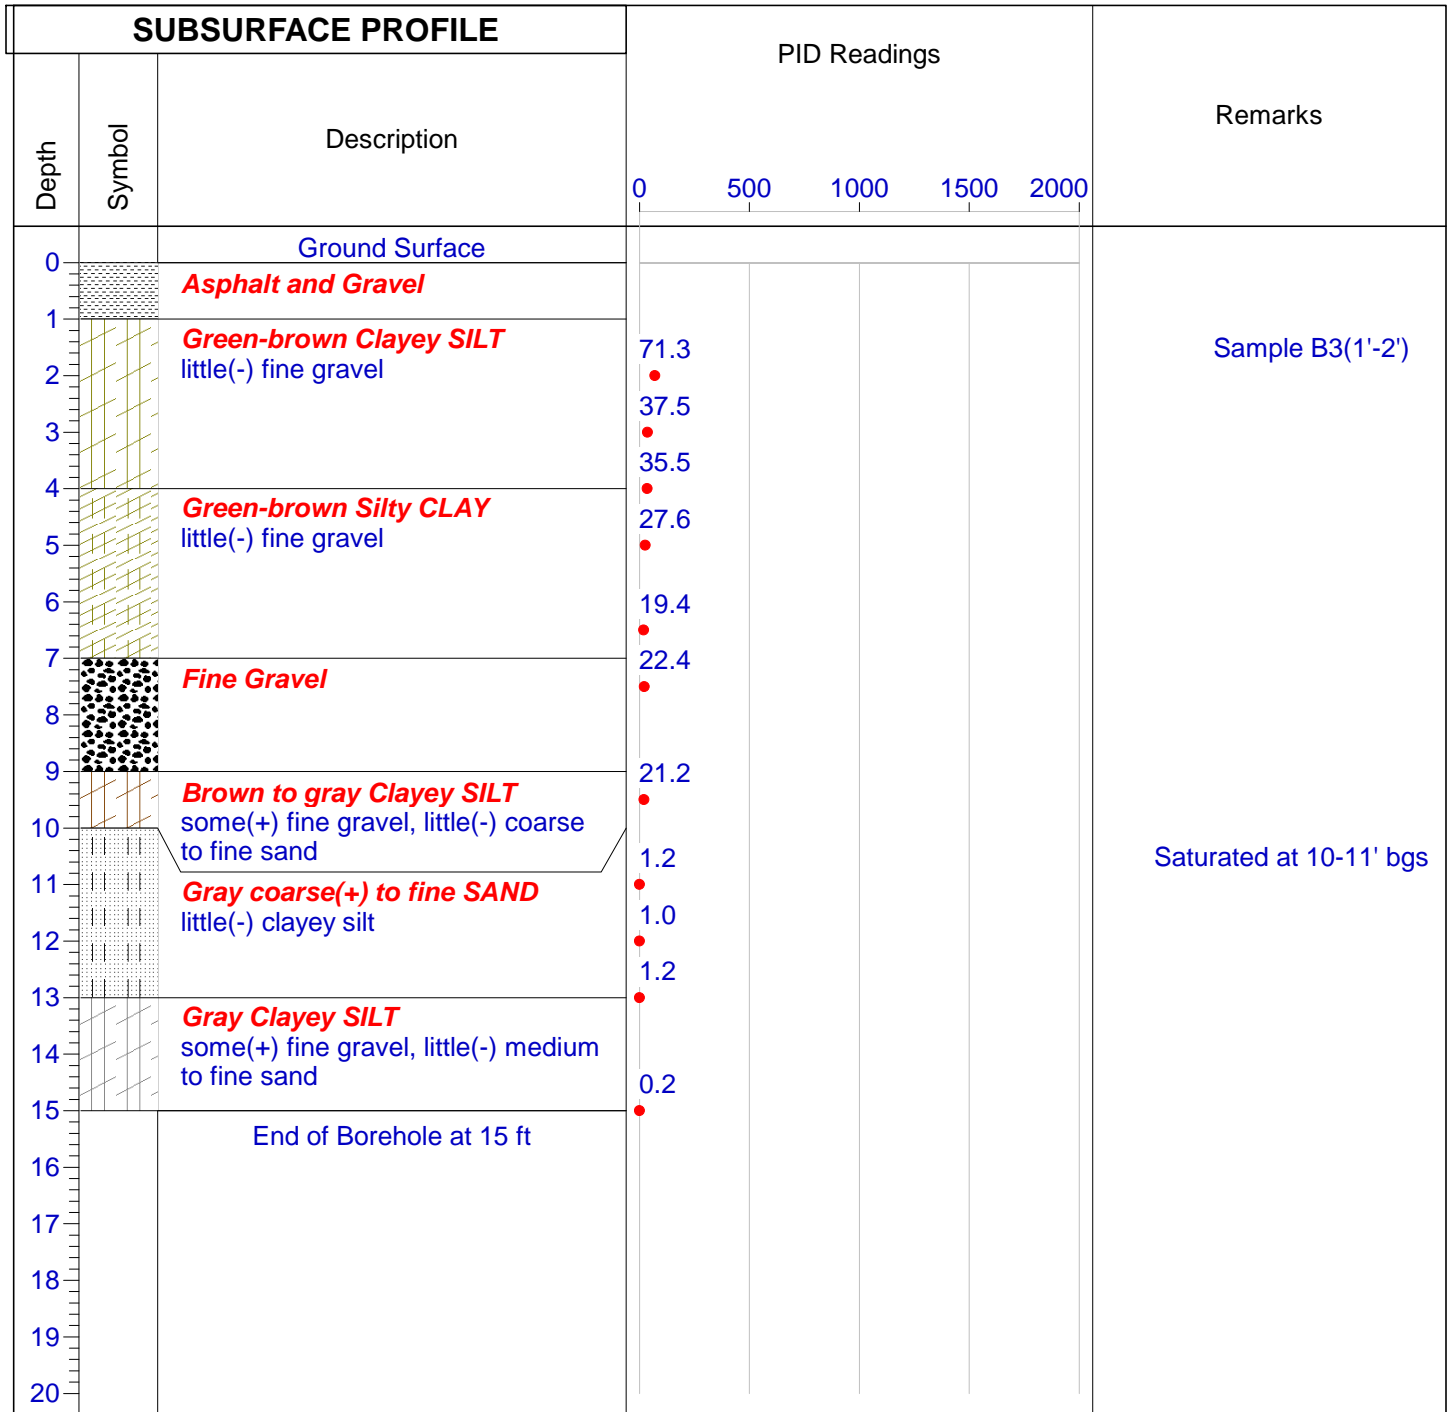 SUBSURFACE PROFILE
PID Readings
Remarks
Depth
Symbol
Description
0 500 1000 1500 2000
Ground Surface
0
Asphalt and Gravel
1
Green-brown Clayey SILT
71.3
Sample B3(1'-2')
little(-) fine gravel
2
37.5
3
35.5
4
Green-brown Silty CLAY
27.6
little(-) fine gravel
5
6
19.4
7
22.4
Fine Gravel
8
9
21.2
Brown to gray Clayey SILT
some(+) fine gravel, little(-) coarse
10
to fine sand
1.2
Saturated at 10-11' bgs
11
Gray coarse(+) to fine SAND
1.0
little(-) clayey silt
12
1.2
13
Gray Clayey SILT
some(+) fine gravel, little(-) medium
14
to fine sand
0.2
15
End of Borehole at 15 ft
16
17
18
19
20